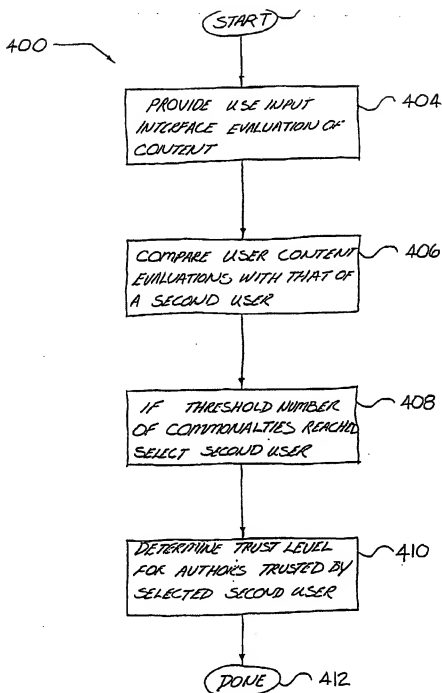 START
400
PROVIDE USE INPUT
INTERFACE EVALUATION OF
CONTENT
404
COMPARE USER CONTENT
EVALUATIONS WITH THAT OF
A SECOND USER
406
IF THRESHOLD NUMBER
OF COMMONALTIES REACHED
SELECT SECOND USER
408
DETERMINE TRUST LEVEL
FOR AUTHORS TRUSTED BY
SELECTED SECOND USER
410
DONE
412